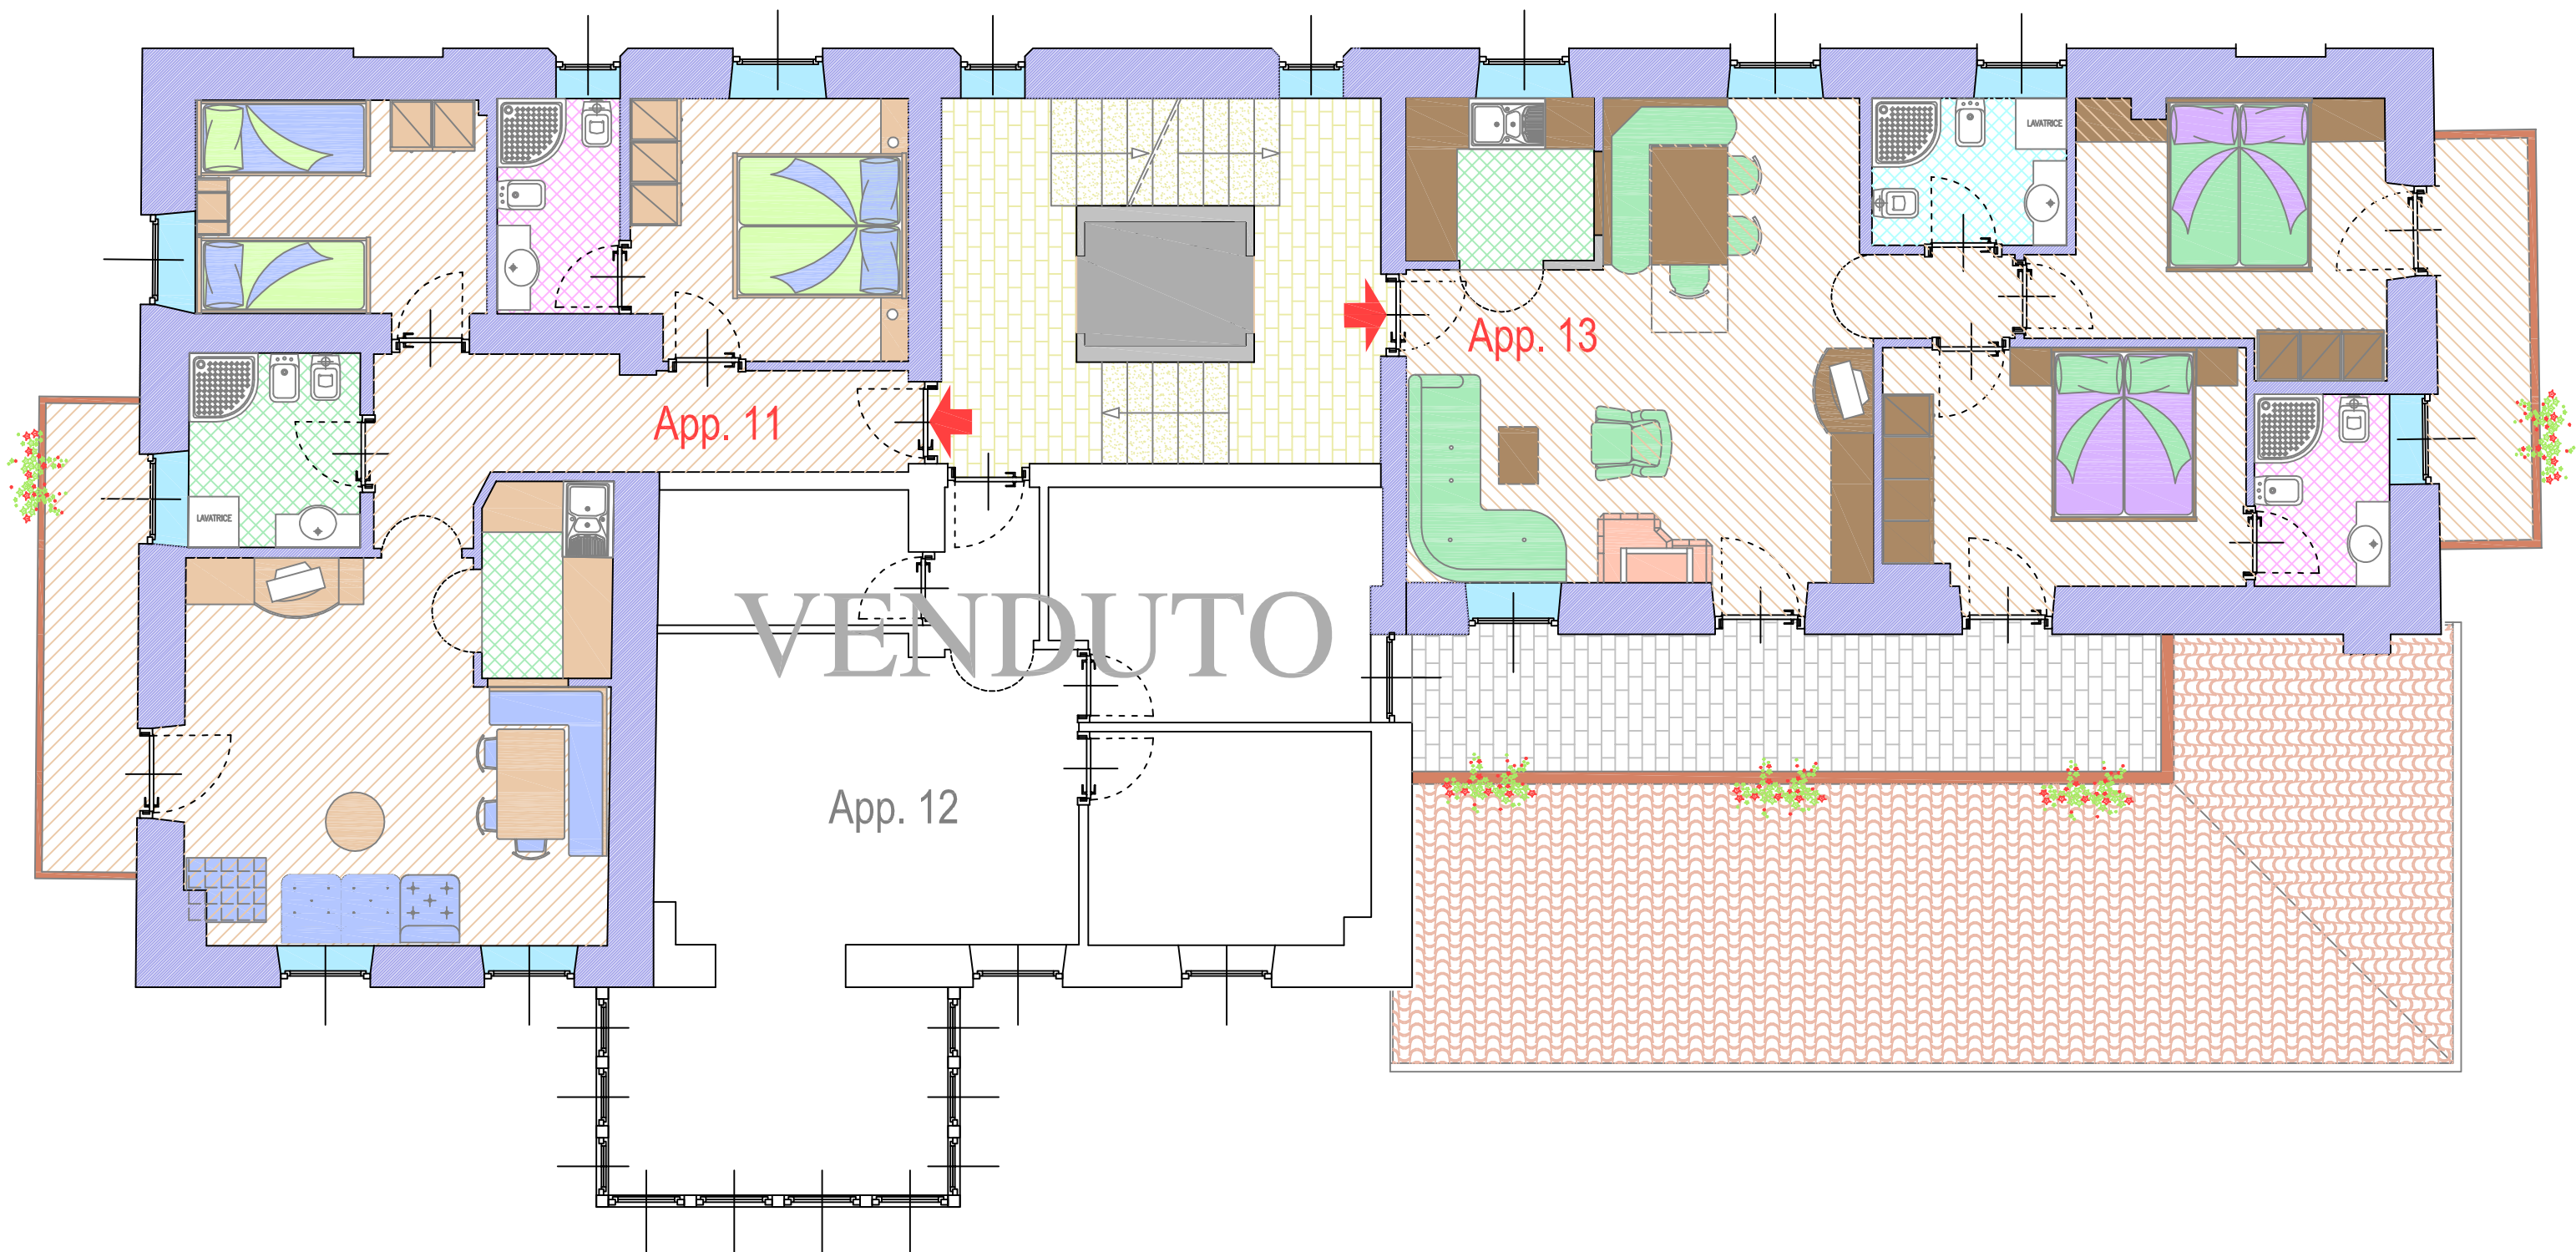 LAVATRICE
App. 13
App. 11
LAVATRICE
VENDUTO
App. 12